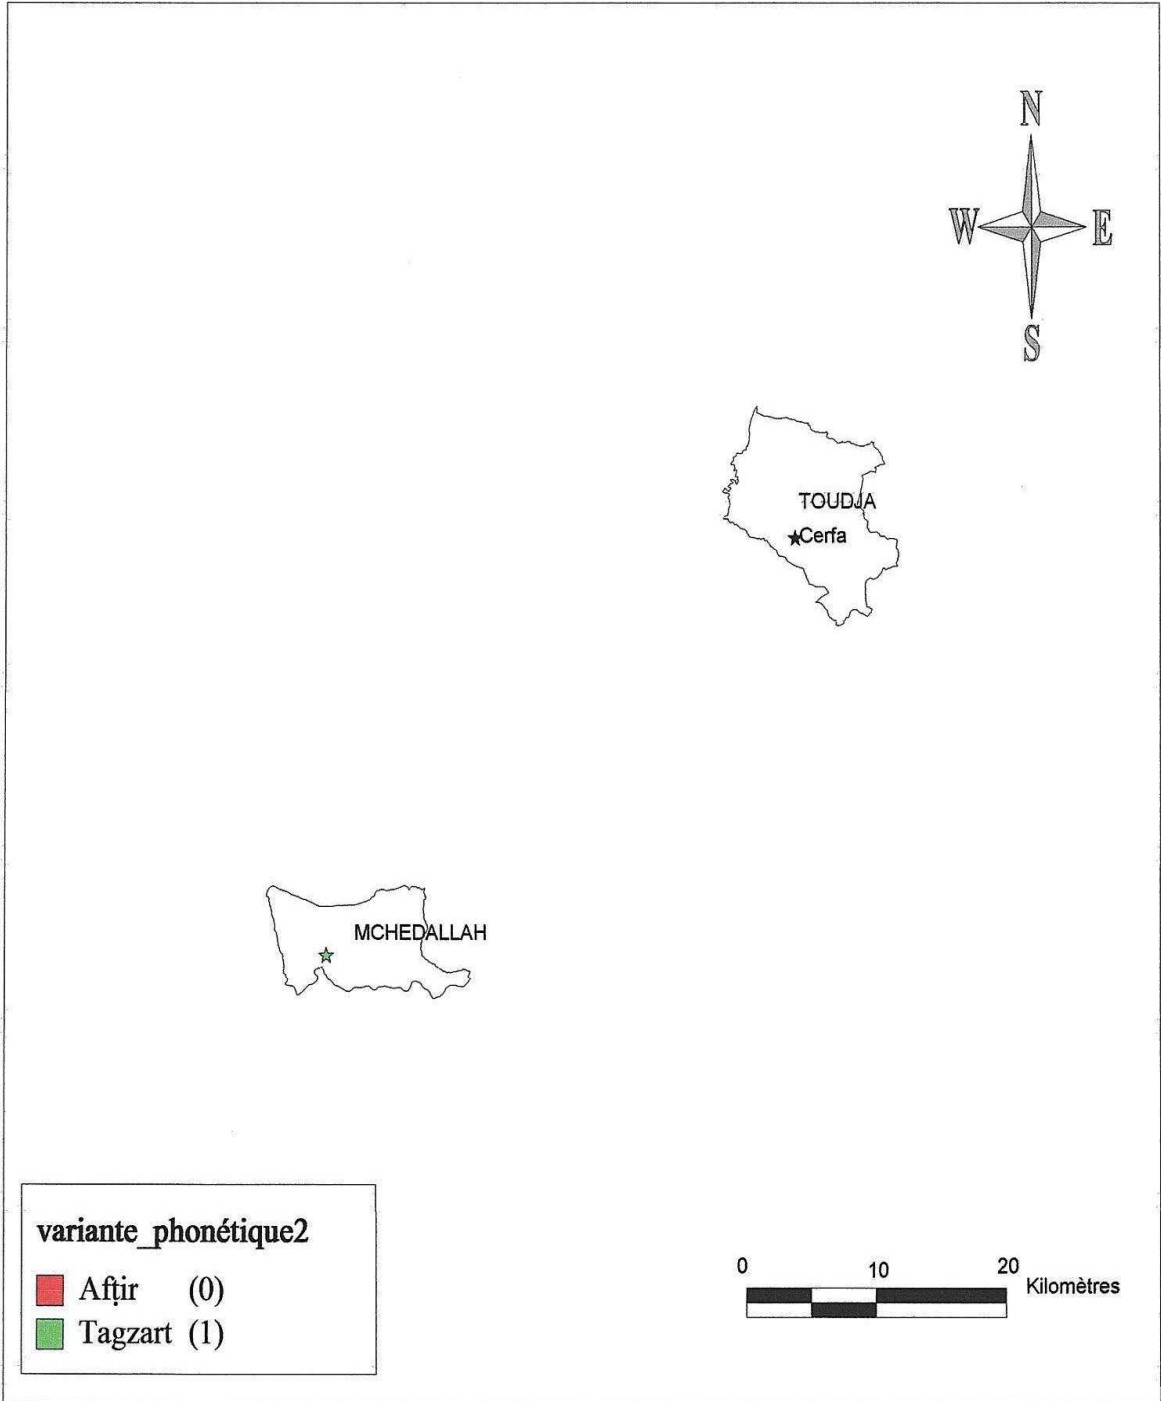 N
W E
S
TOUDJA
Cerfa
MCHEDALLAH
variante_phonétique2
Afṭir (0)
Tagzart (1)
0 10 20
Kilomètres